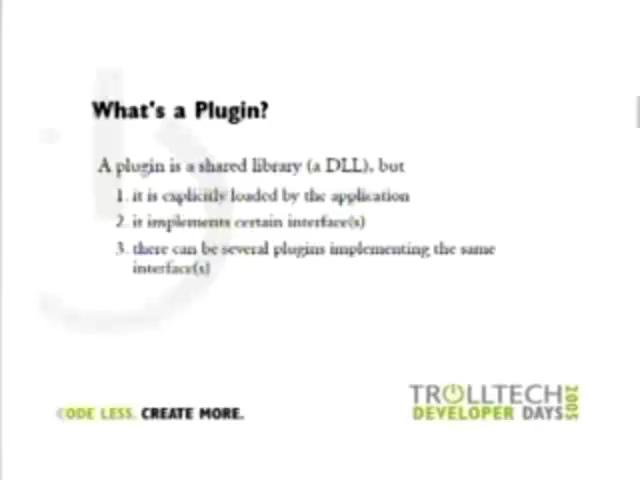 What's a Plugin?
A plugin is a shared library (a DLL), but
1. it is explicitly loaded by the application
2. it implements certain interface(s)
3. there can be several plugins implementing the same
interface(s)
CODE LESS. CREATE MORE.
TROLLTECH
DEVELOPER DAYS
2005